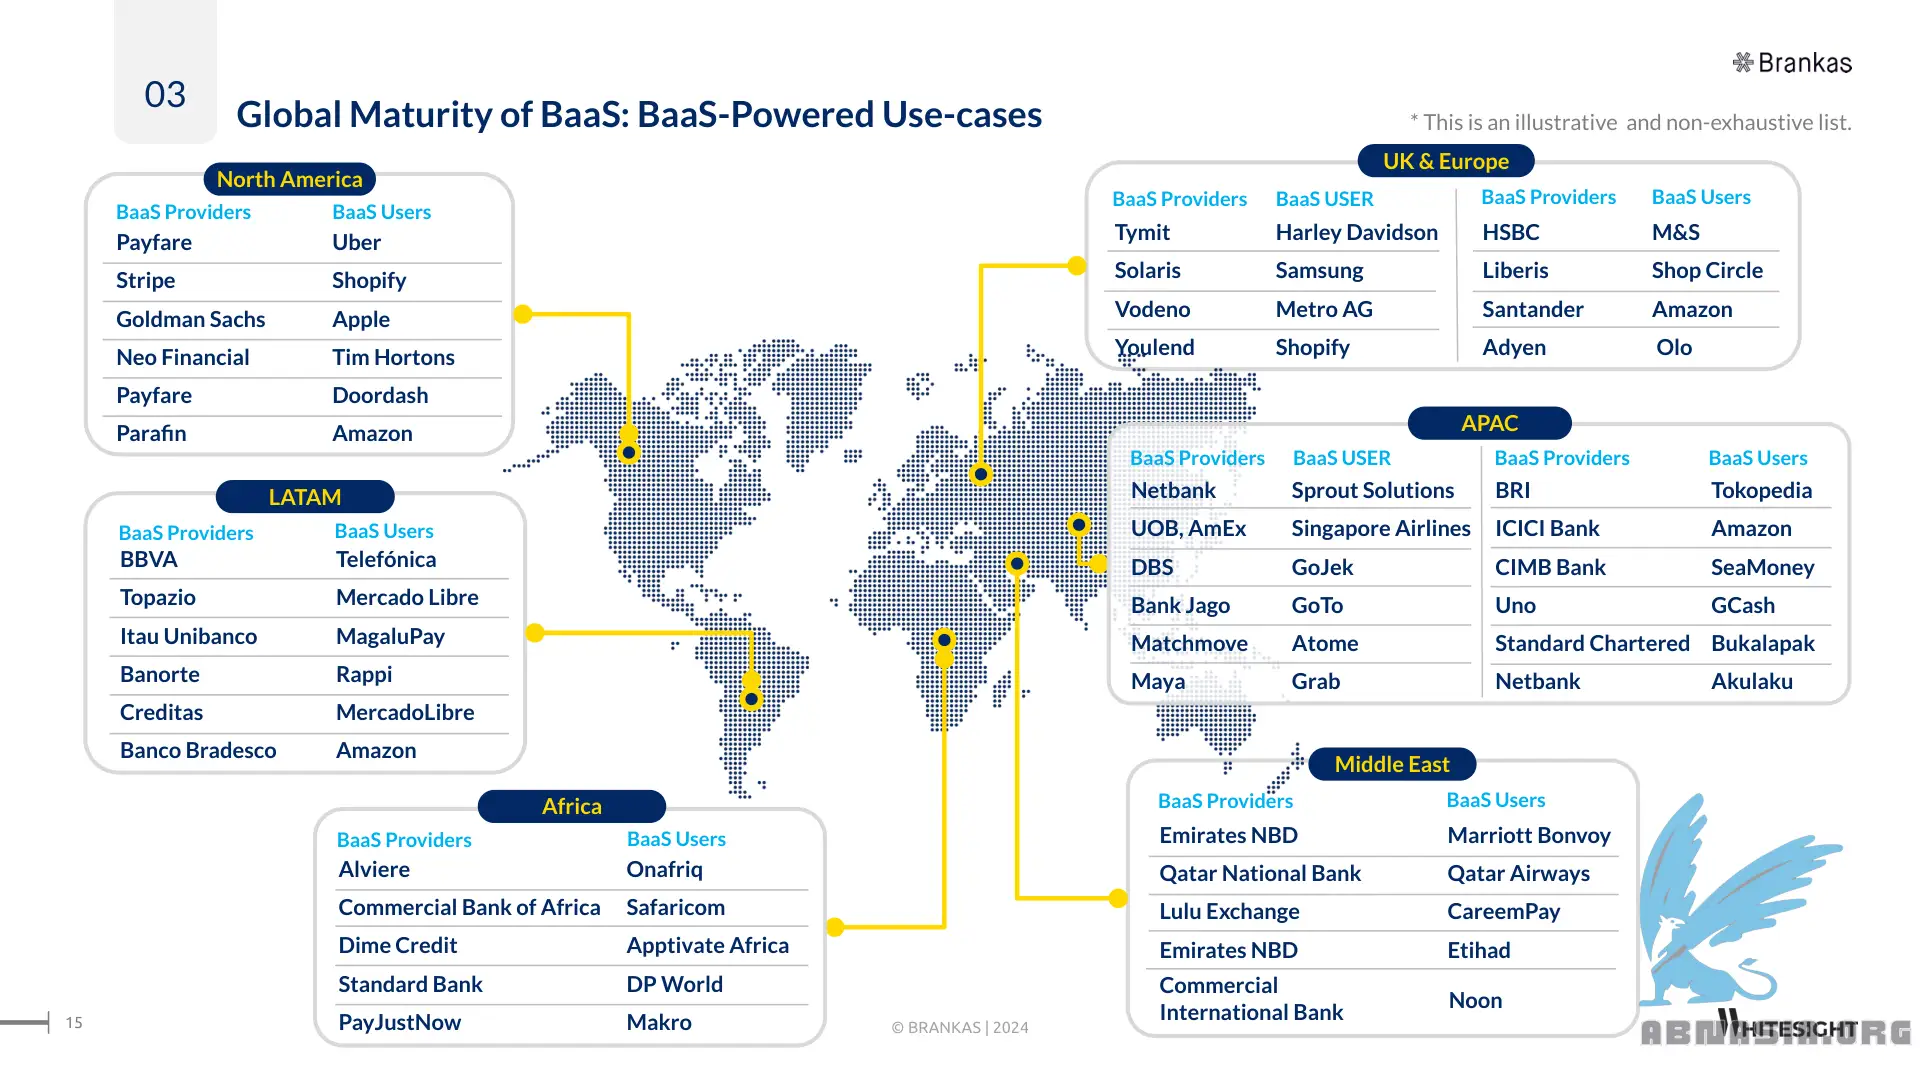 03
Brankas
Global Maturity of BaaS: BaaS-Powered Use-cases
* This is an illustrative and non-exhaustive list.
North America
BaaS Providers BaaS Users
Payfare Uber
Stripe Shopify
Goldman Sachs Apple
Neo Financial Tim Hortons
Payfare Doordash
Parafin Amazon
UK & Europe
BaaS Providers BaaS USER BaaS Providers BaaS Users
Tymit Harley Davidson HSBC M&S
Solaris Samsung Liberis Shop Circle
Vodeno Metro AG Santander Amazon
Youlend Shopify Adyen Olo
LATAM
BaaS Providers BaaS Users
BBVA Telefónica
Topazio Mercado Libre
Itau Unibanco MagaluPay
Banorte Rappi
Creditas MercadoLibre
Banco Bradesco Amazon
APAC
BaaS Providers BaaS USER BaaS Providers BaaS Users
Netbank Sprout Solutions BRI Tokopedia
UOB, AmEx Singapore Airlines ICICI Bank Amazon
DBS GoJek CIMB Bank SeaMoney
Bank Jago GoTo Uno GCash
Matchmove Atome Standard Chartered Bukalapak
Maya Grab Netbank Akulaku
Africa
BaaS Providers BaaS Users
Alviere Onafriq
Commercial Bank of Africa Safaricom
Dime Credit Apptivate Africa
Standard Bank DP World
PayJustNow Makro
Middle East
BaaS Providers BaaS Users
Emirates NBD Marriott Bonvoy
Qatar National Bank Qatar Airways
Lulu Exchange CareemPay
Emirates NBD Etihad
Commercial
International Bank Noon
15
© BRANKAS | 2024
WHITESIGHT
ABNASIA.ORG